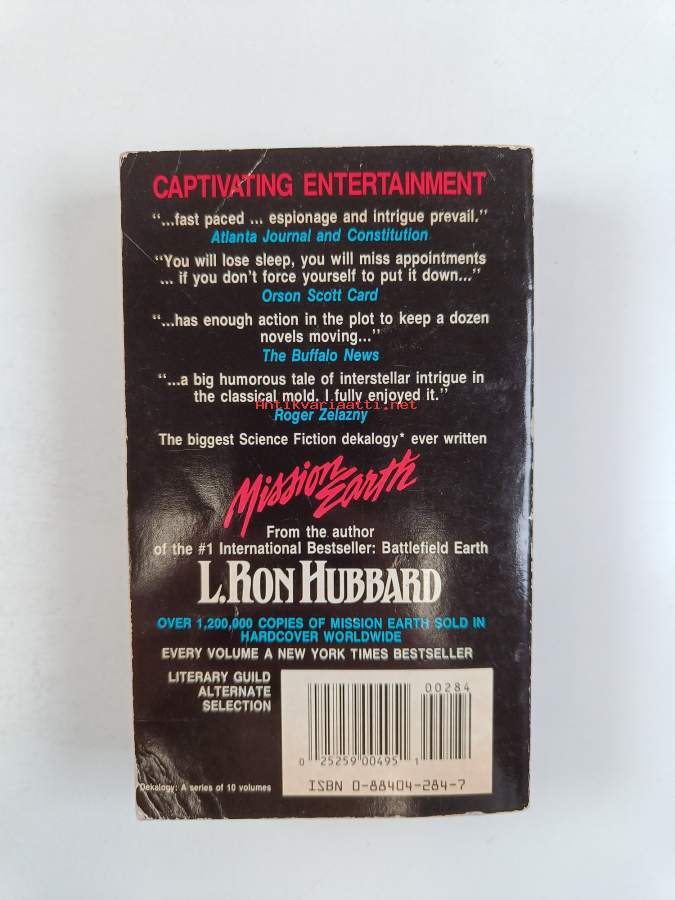 CAPTIVATING ENTERTAINMENT
"...fast paced ... espionage and intrigue prevail."
Atlanta Journal and Constitution
"You will lose sleep, you will miss appointments
... if you don't force yourself to put it down..."
Orson Scott Card
"...has enough action in the plot to keep a dozen
novels moving..."
The Buffalo News
"...a big humorous tale of interstellar intrigue in
the classical mold. I fully enjoyed it."
Antikvariaatti.net
Roger Zelazny
The biggest Science Fiction dekalogy* ever written
Mission Earth
From the author
of the #1 International Bestseller: Battlefield Earth
L. RON HUBBARD
OVER 1,200,000 COPIES OF MISSION EARTH SOLD IN
HARDCOVER WORLDWIDE
EVERY VOLUME A NEW YORK TIMES BESTSELLER
LITERARY GUILD
ALTERNATE
SELECTION
00284
0 25259 00495 1
ISBN 0-88404-284-7
Dekalogy: A series of 10 volumes